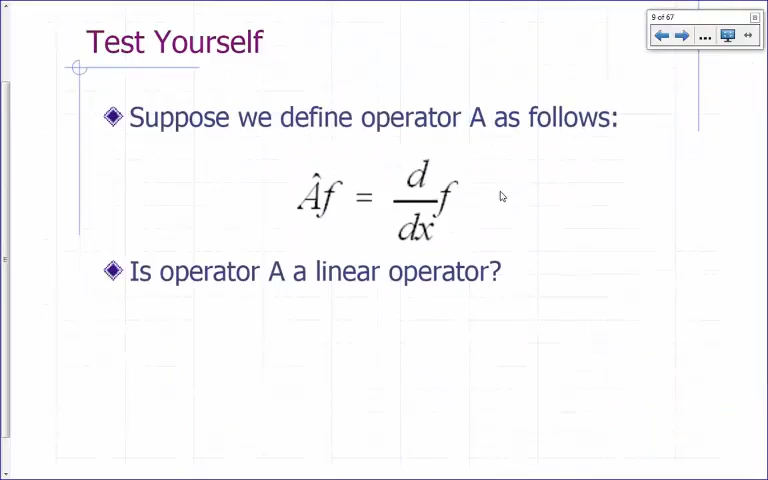 9 of 67
Test Yourself
Suppose we define operator A as follows:
Âf = d/dx f
Is operator A a linear operator?